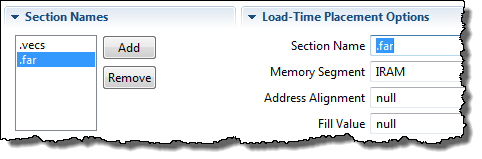 Section Names
.vecs
.far
Add
Remove
Load-Time Placement Options
Section Name .far
Memory Segment IRAM
Address Alignment null
Fill Value null